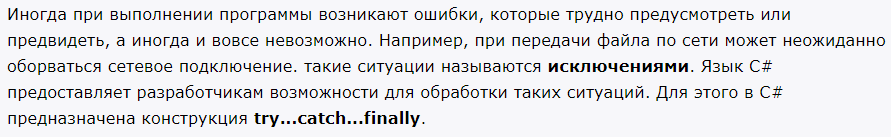 Иногда при выполнении программы возникают ошибки, которые трудно предусмотреть или
предвидеть, а иногда и вовсе невозможно. Например, при передачи файла по сети может неожиданно
оборваться сетевое подключение. такие ситуации называются исключениями. Язык C#
предоставляет разработчикам возможности для обработки таких ситуаций. Для этого в C#
предназначена конструкция try...catch...finally.